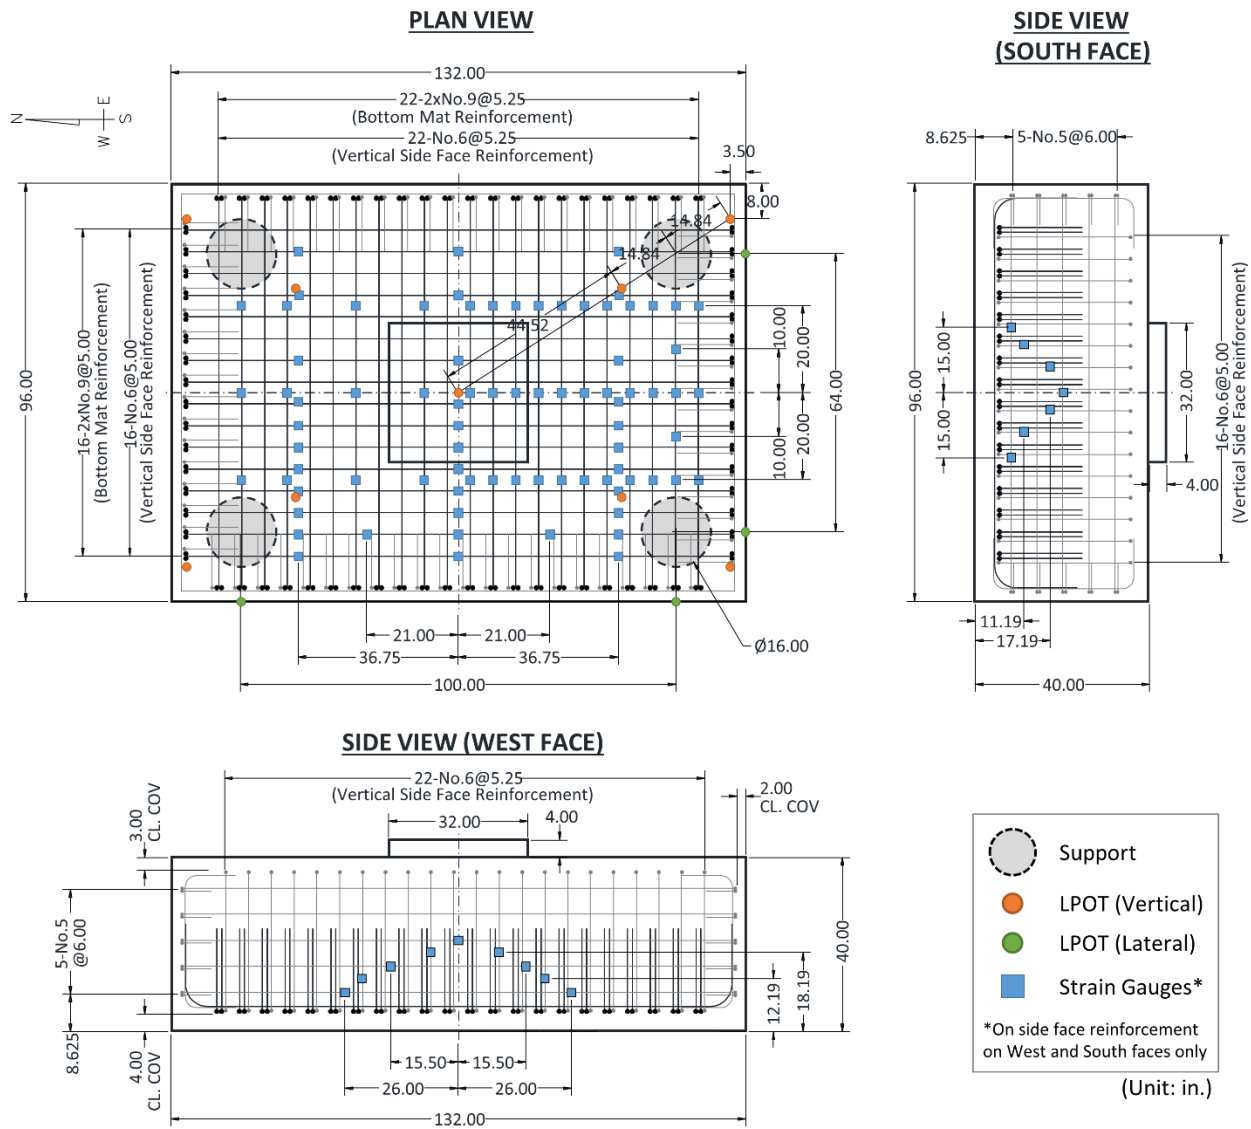 PLAN VIEW
132.00
22-2xNo.9@5.25
(Bottom Mat Reinforcement)
22-No.6@5.25
(Vertical Side Face Reinforcement)
N
E
W
S
3.50
8.00
14.84
14.84
44.52
96.00
16-2xNo.9@5.00
(Bottom Mat Reinforcement)
16-No.6@5.00
(Vertical Side Face Reinforcement)
10.00
20.00
10.00
20.00
64.00
21.00
21.00
36.75
36.75
100.00
Ø16.00
SIDE VIEW
(SOUTH FACE)
8.625
5-No.5@6.00
96.00
15.00
15.00
32.00
16-No.6@5.00
(Vertical Side Face Reinforcement)
4.00
11.19
17.19
40.00
SIDE VIEW (WEST FACE)
22-No.6@5.25
(Vertical Side Face Reinforcement)
2.00
CL. COV
3.00
CL. COV
32.00
4.00
5-No.5
@6.00
8.625
4.00
CL. COV
12.19
18.19
40.00
15.50
15.50
26.00
26.00
132.00
Support
LPOT (Vertical)
LPOT (Lateral)
Strain Gauges*
*On side face reinforcement
on West and South faces only
(Unit: in.)